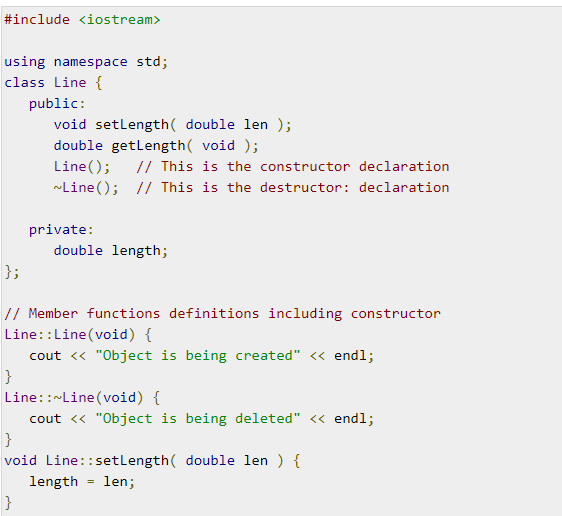 #include <iostream>
using namespace std;
class Line {
public:
void setLength( double len );
double getLength( void );
Line();   // This is the constructor declaration
~Line();  // This is the destructor: declaration
private:
double length;
};
// Member functions definitions including constructor
Line::Line(void) {
cout << "Object is being created" << endl;
}
Line::~Line(void) {
cout << "Object is being deleted" << endl;
}
void Line::setLength( double len ) {
length = len;
}